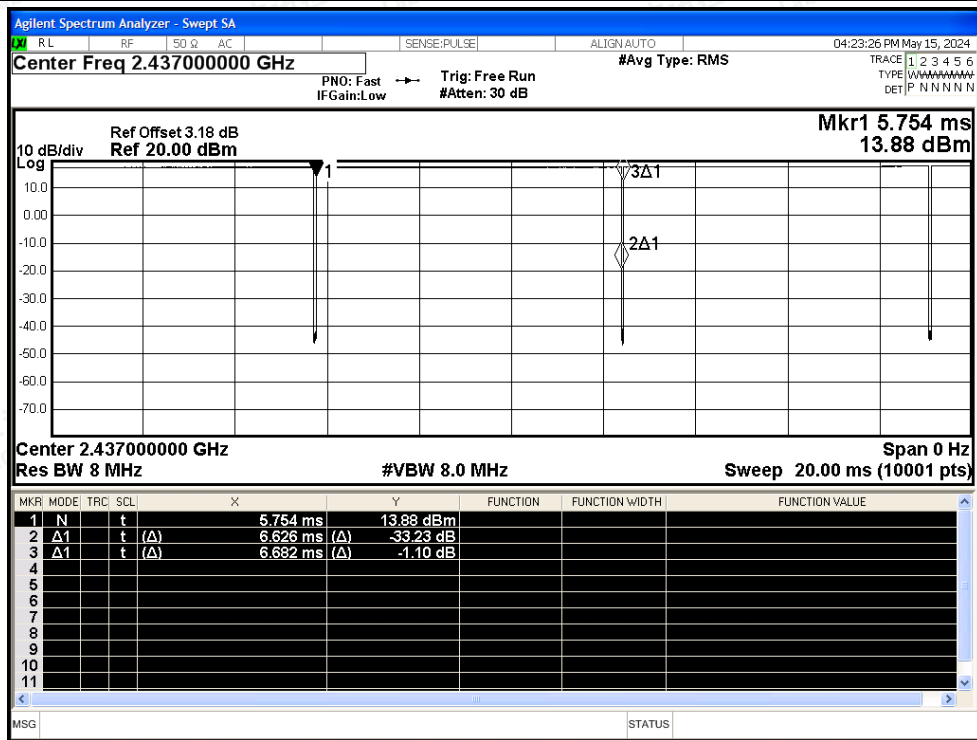 Agilent Spectrum Analyzer - Swept SA
LXI RL RF 50 Ω AC SENSE:PULSE ALIGN AUTO 04:23:26 PM May 15, 2024
Center Freq 2.437000000 GHz #Avg Type: RMS TRACE 1 2 3 4 5 6
PNO: Fast Trig: Free Run TYPE WWWWWW
IFGain:Low #Atten: 30 dB DET P N N N N N
Mkr1 5.754 ms
Ref Offset 3.18 dB
10 dB/div Ref 20.00 dBm 13.88 dBm
Log
1 3Δ1
10.0
0.00
-10.0 2Δ1
-20.0
-30.0
-40.0
-50.0
-60.0
-70.0
Center 2.437000000 GHz Span 0 Hz
Res BW 8 MHz #VBW 8.0 MHz Sweep 20.00 ms (10001 pts)
MKR MODE TRC SCL X Y FUNCTION FUNCTION WIDTH FUNCTION VALUE
1 N t 5.754 ms 13.88 dBm
2 Δ1 t (Δ) 6.626 ms (Δ) -33.23 dB
3 Δ1 t (Δ) 6.682 ms (Δ) -1.10 dB
4
5
6
7
8
9
10
11
MSG STATUS